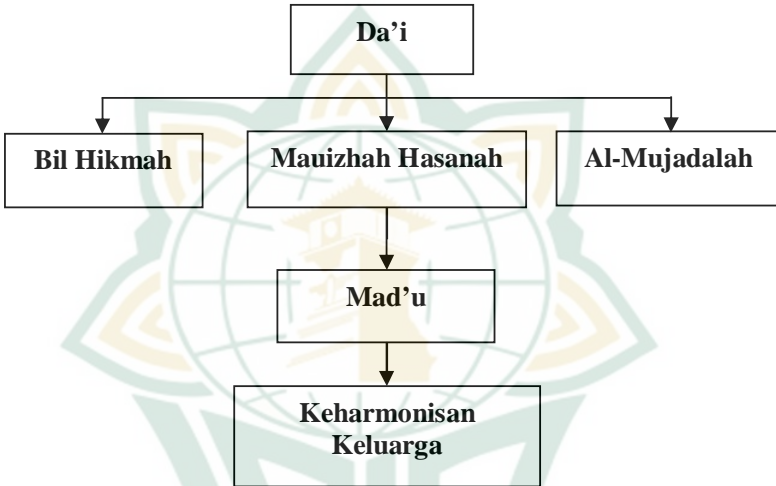 Da’i
Bil Hikmah
Mauizhah Hasanah
Al-Mujadalah
Mad’u
Keharmonisan
Keluarga